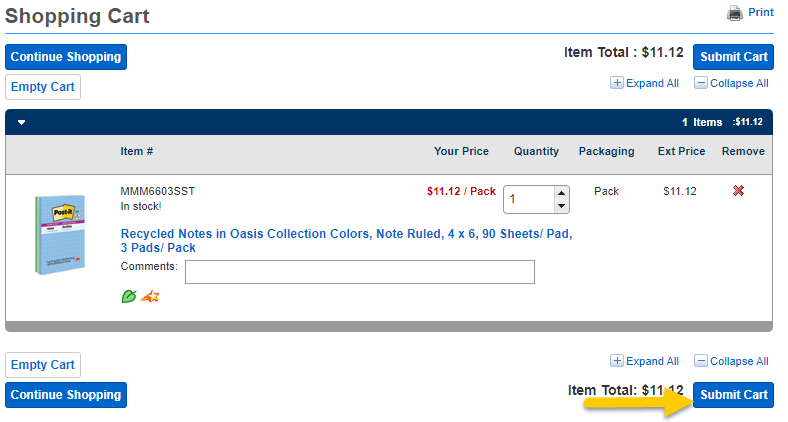 Shopping Cart
Print
Continue Shopping
Item Total : $11.12
Submit Cart
Empty Cart
Expand All
Collapse All
1 Items :$11.12
Item #
Your Price
Quantity
Packaging
Ext Price
Remove
MMM6603SST
$11.12 / Pack
1
Pack
$11.12
In stock!
Post-it
Recycled Notes in Oasis Collection Colors, Note Ruled, 4 x 6, 90 Sheets/ Pad,
3 Pads/ Pack
Comments:
Empty Cart
Expand All
Collapse All
Continue Shopping
Item Total: $11.12
Submit Cart